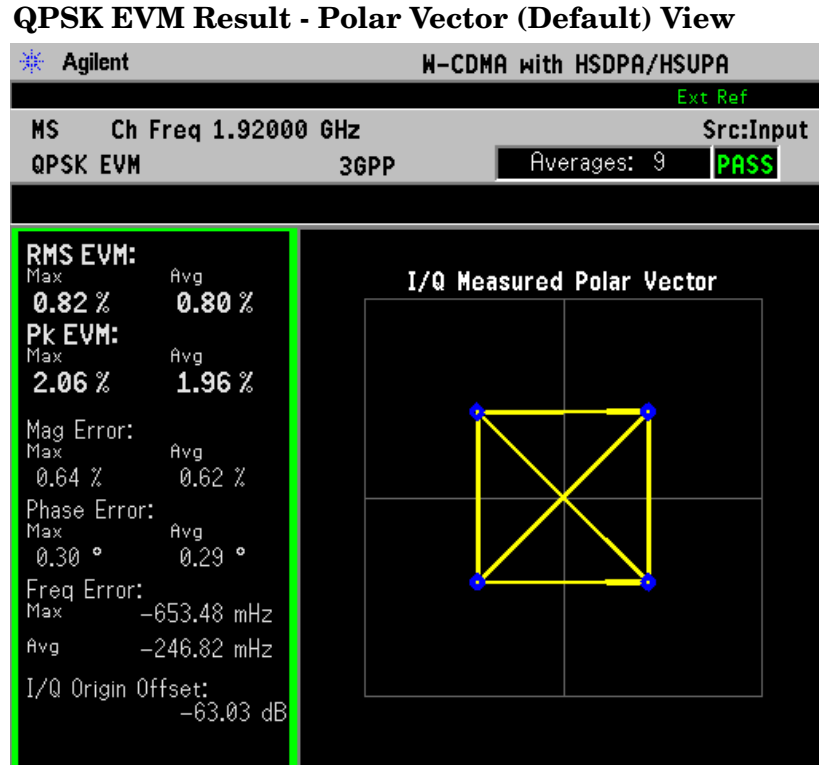 QPSK EVM Result - Polar Vector (Default) View
Agilent W-CDMA with HSDPA/HSUPA
Ext Ref
MS Ch Freq 1.92000 GHz Src:Input
QPSK EVM 3GPP Averages: 9 PASS
RMS EVM:
Max Avg
0.82 % 0.80 %
Pk EVM:
Max Avg
2.06 % 1.96 %
Mag Error:
Max Avg
0.64 % 0.62 %
Phase Error:
Max Avg
0.30 ° 0.29 °
Freq Error:
Max -653.48 mHz
Avg -246.82 mHz
I/Q Origin Offset:
-63.03 dB
I/Q Measured Polar Vector